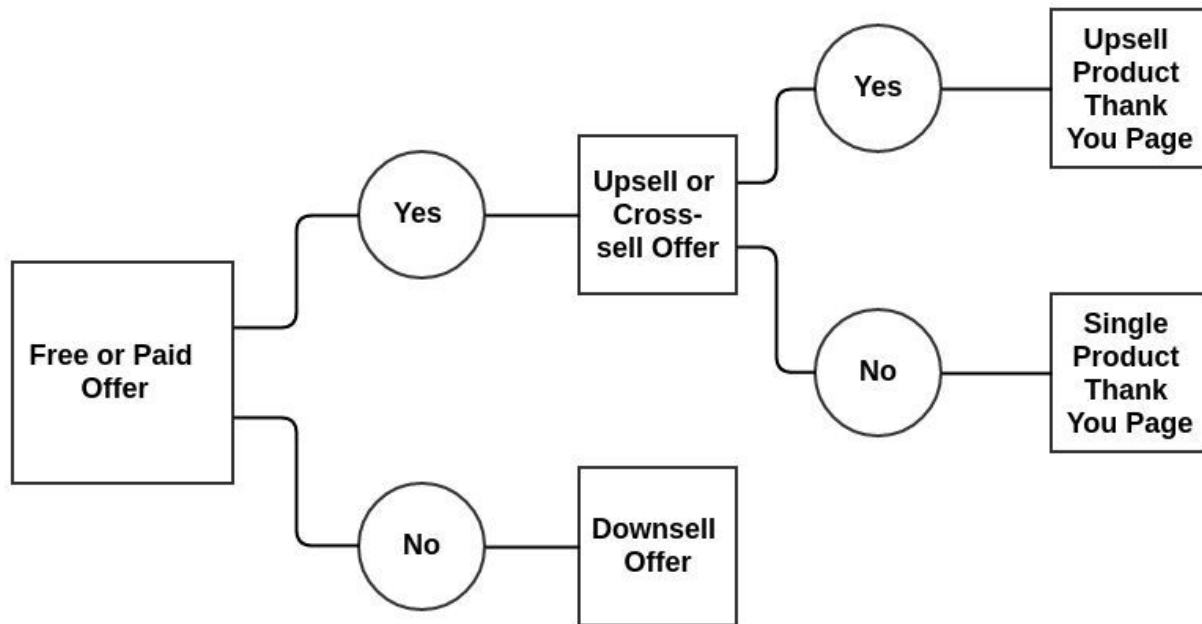 Free or Paid
Offer
Yes
No
Upsell or
Cross-
sell Offer
Downsell
Offer
Yes
No
Upsell
Product
Thank
You Page
Single
Product
Thank
You Page